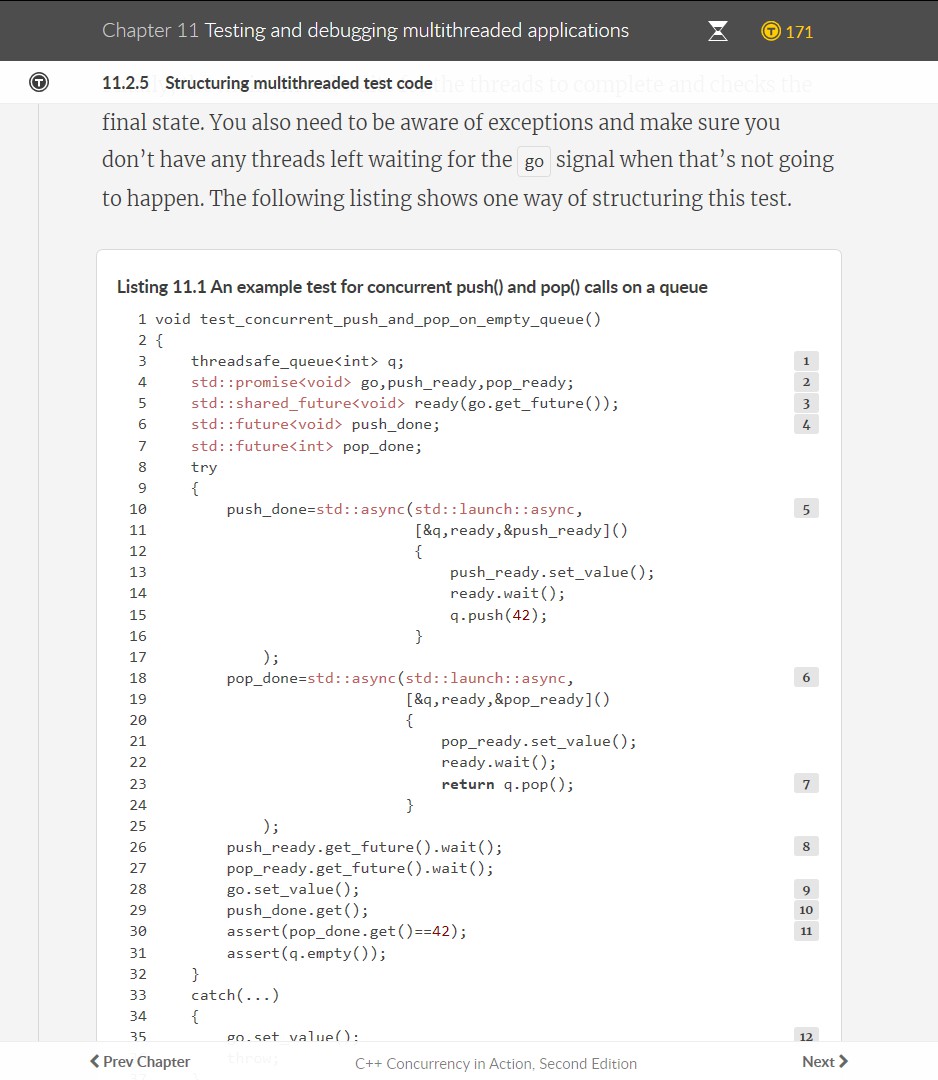 Chapter 11 Testing and debugging multithreaded applications 171
11.2.5 Structuring multithreaded test code the threads to complete and checks the
final state. You also need to be aware of exceptions and make sure you
don’t have any threads left waiting for the go signal when that’s not going
to happen. The following listing shows one way of structuring this test.
Listing 11.1 An example test for concurrent push() and pop() calls on a queue
1 void test_concurrent_push_and_pop_on_empty_queue()
2 {
3 threadsafe_queue<int> q; 1
4 std::promise<void> go,push_ready,pop_ready; 2
5 std::shared_future<void> ready(go.get_future()); 3
6 std::future<void> push_done; 4
7 std::future<int> pop_done;
8 try
9 {
10 push_done=std::async(std::launch::async, 5
11 [&q,ready,&push_ready]()
12 {
13 push_ready.set_value();
14 ready.wait();
15 q.push(42);
16 }
17 );
18 pop_done=std::async(std::launch::async, 6
19 [&q,ready,&pop_ready]()
20 {
21 pop_ready.set_value();
22 ready.wait();
23 return q.pop(); 7
24 }
25 );
26 push_ready.get_future().wait(); 8
27 pop_ready.get_future().wait();
28 go.set_value(); 9
29 push_done.get(); 10
30 assert(pop_done.get()==42); 11
31 assert(q.empty());
32 }
33 catch(...)
34 {
35 go.set_value(); 12
throw;
Prev Chapter C++ Concurrency in Action, Second Edition Next